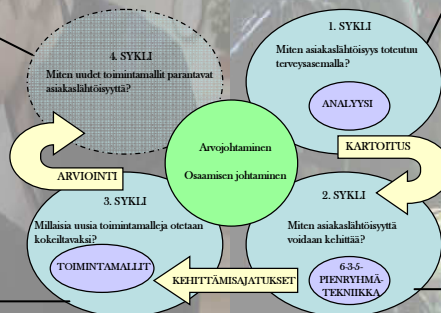 1. SYKLI
Miten asiakaslähtöisyys toteutuu
terveysasemalla?
ANALYYSI
KARTOITUS
2. SYKLI
Miten asiakaslähtöisyyttä
voidaan kehittää?
6-3-5-
PIENRYHMÄ-
TEKNIIKKA
KEHITTÄMISAJATUKSET
3. SYKLI
Millaisia uusia toimintamalleja otetaan
kokeiltavaksi?
TOIMINTAMALLIT
ARVIOINTI
4. SYKLI
Miten uudet toimintamallit parantavat
asiakaslähtöisyyttä?
Arvojohtaminen
Osaamisen johtaminen